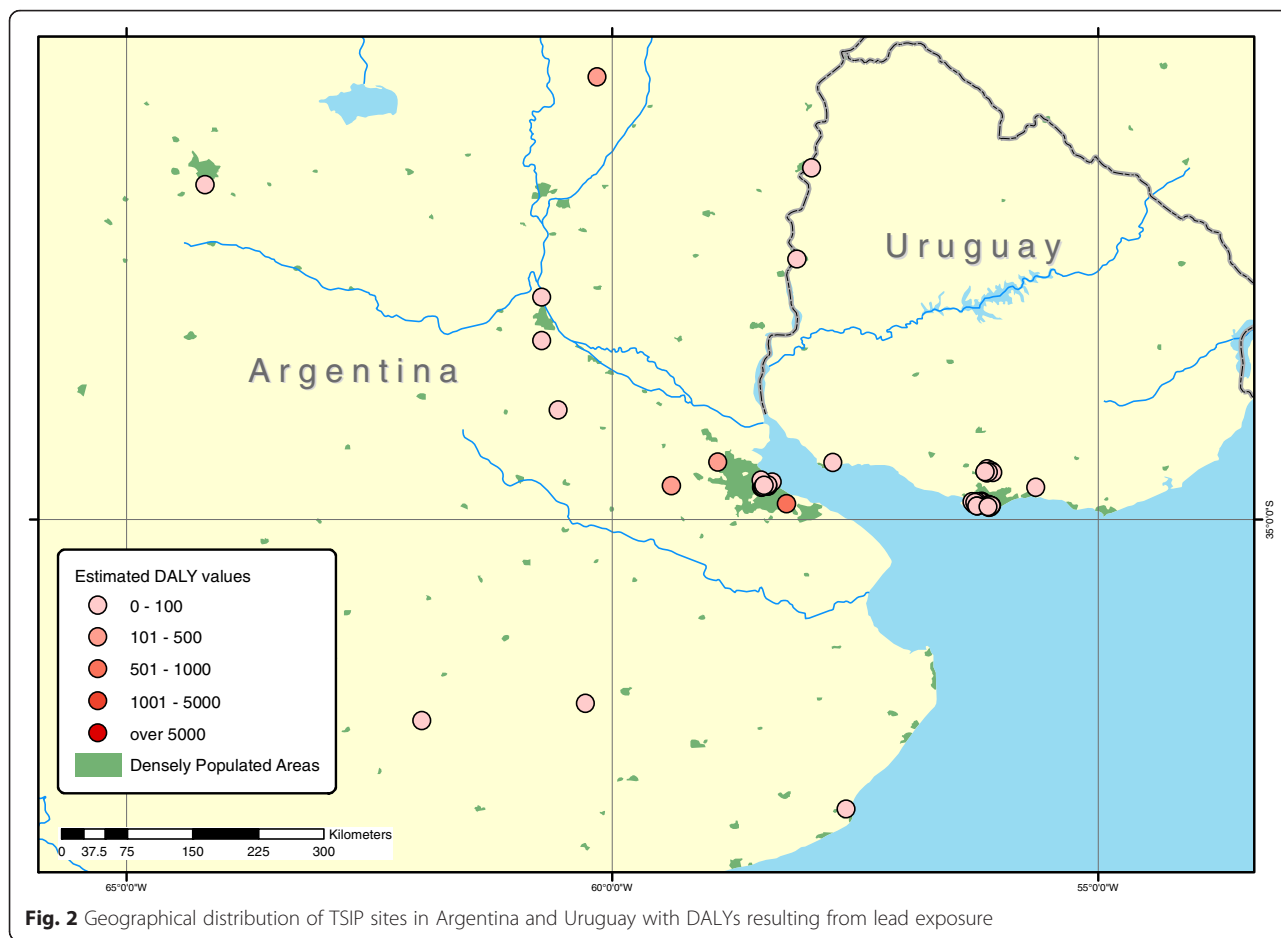 Uruguay
Argentina
Estimated DALY values
0 - 100
101 - 500
501 - 1000
1001 - 5000
over 5000
Densely Populated Areas
Kilometers
0 37.5 75 150 225 300
35°0'0"S
65°0'0"W 60°0'0"W 55°0'0"W
Fig. 2 Geographical distribution of TSIP sites in Argentina and Uruguay with DALYs resulting from lead exposure